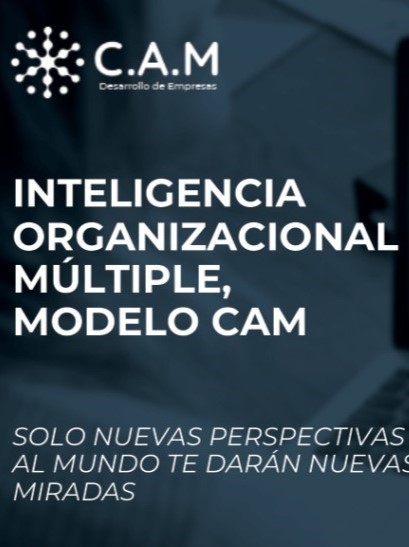 C.A.M
Desarrollo de Empresas
INTELIGENCIA
ORGANIZACIONAL
MÚLTIPLE,
MODELO CAM
SOLO NUEVAS PERSPECTIVAS
AL MUNDO TE DARÁN NUEVAS
MIRADAS